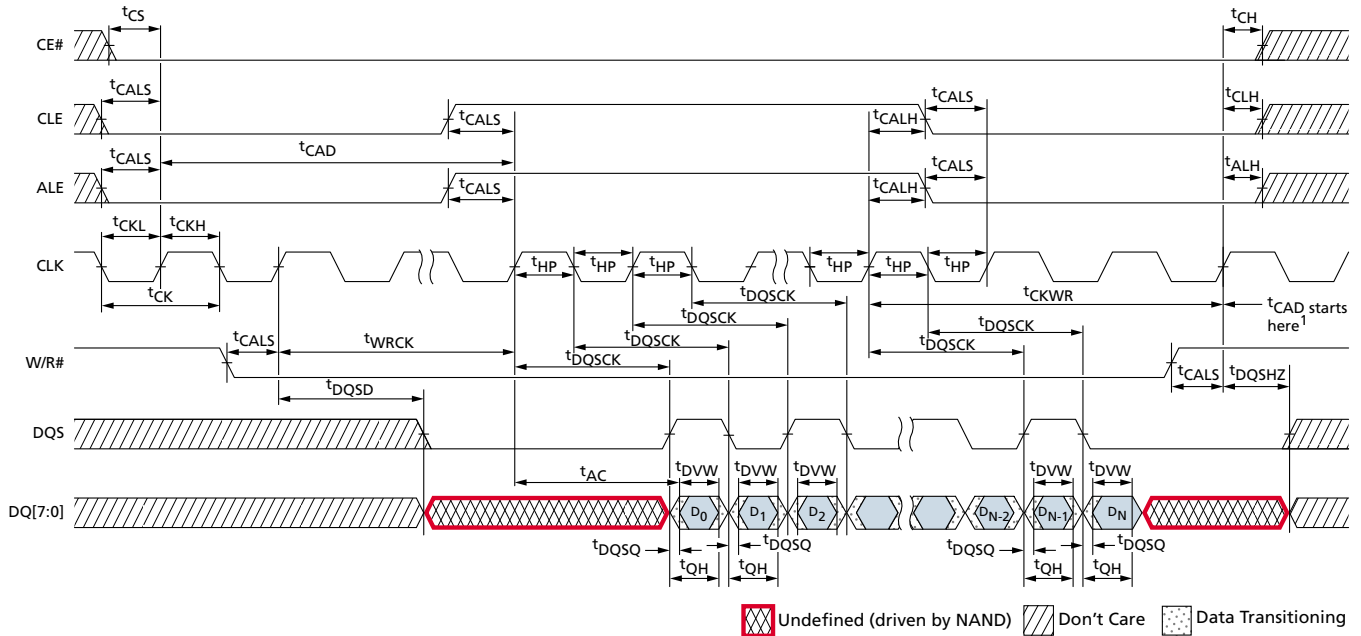 tCS
tCH
CE#
tCALS
tCALS
tCLH
CLE
tCALS
tCALH
tCAD
tCALS
tCALS
tALH
ALE
tCALS
tCALH
tCKL
tCKH
CLK
tHP
tHP
tHP
tHP
tHP
tHP
tCK
tDQSCK
tCKWR
tCAD starts
here1
tDQSCK
tDQSCK
tCALS
tWRCK
tDQSCK
tDQSCK
tDQSCK
W/R#
tDQSD
tCALS
tDQSHZ
DQS
tAC
tDVW
tDVW
tDVW
tDVW
tDVW
DQ[7:0]
D0
D1
D2
DN-2
DN-1
DN
tDQSQ
tDQSQ
tDQSQ
tDQSQ
tQH
tQH
tQH
tQH
Undefined (driven by NAND)
Don't Care
Data Transitioning